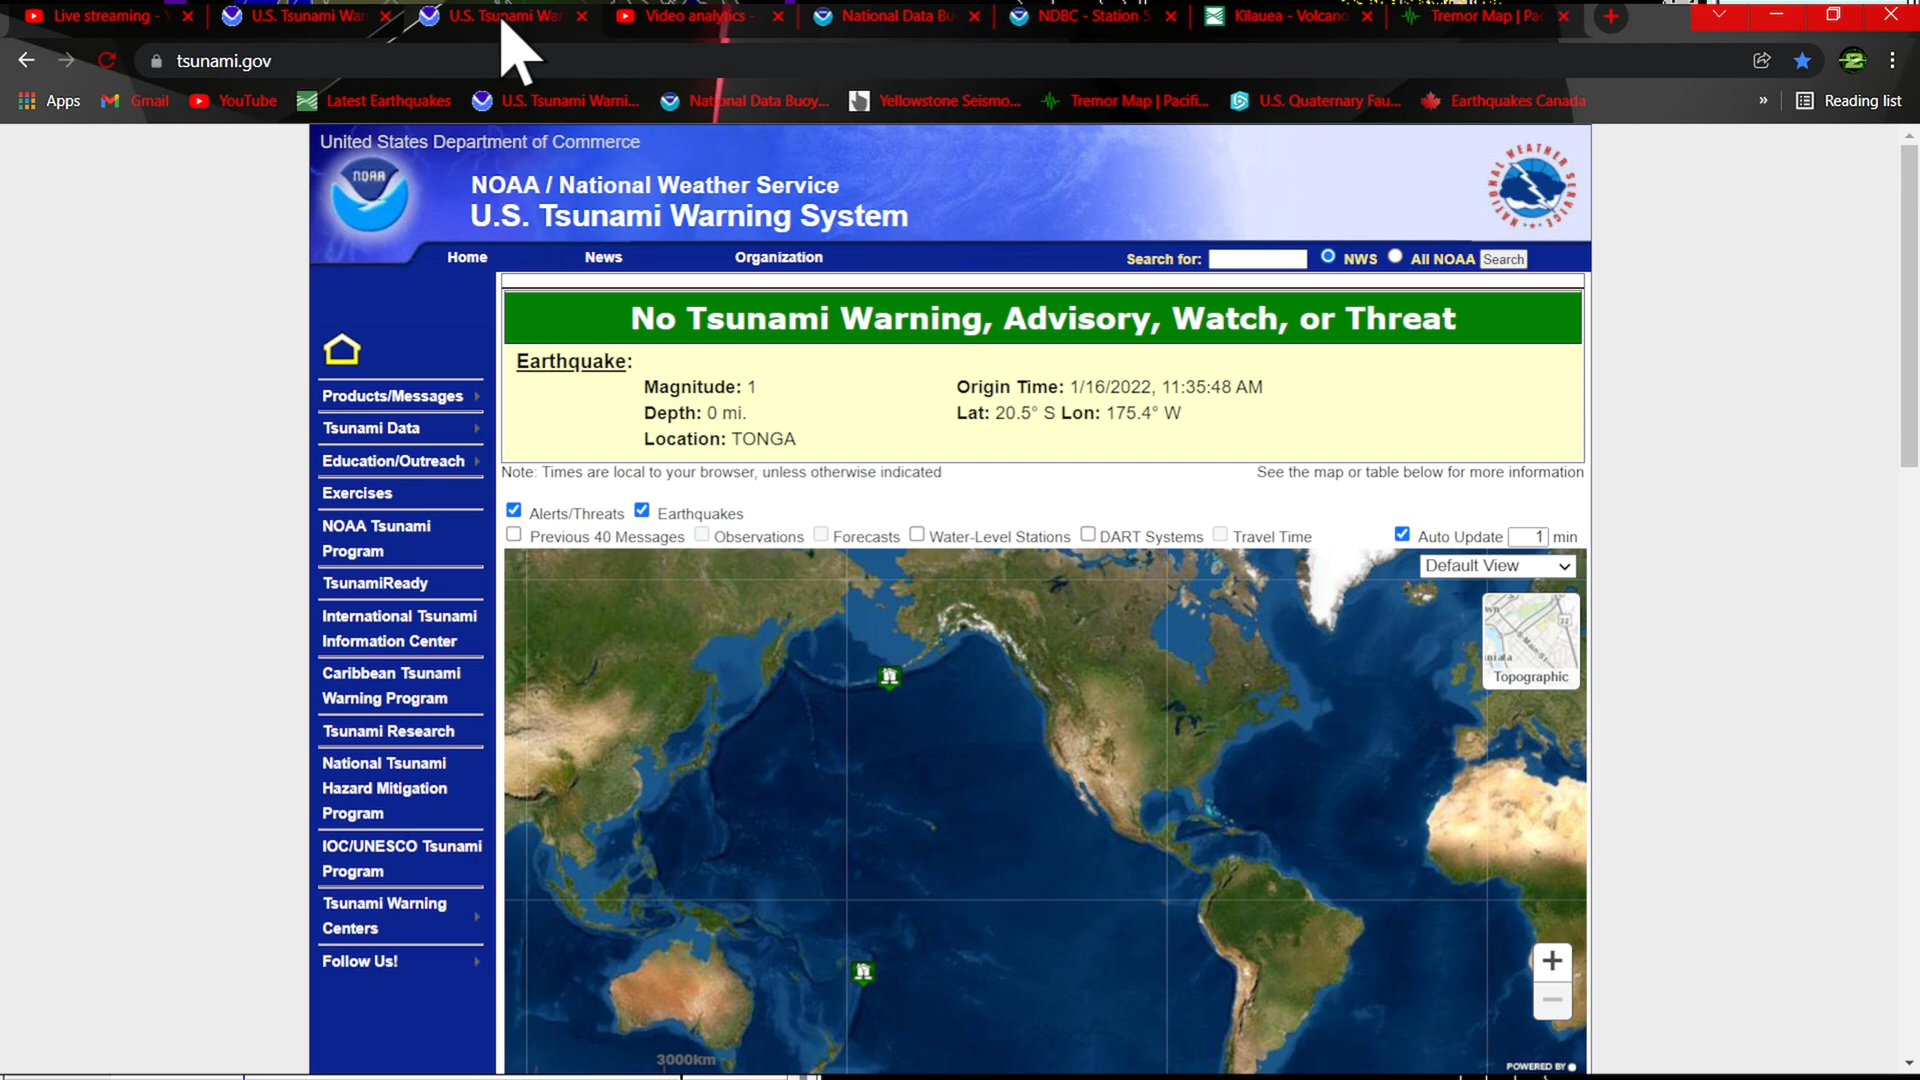 Live streaming -
U.S. Tsunami War
U.S. Tsunami War
Video analytics -
National Data Bu
NDBC - Station 5
Kilauea - Volcano
Tremor Map | Pac
tsunami.gov
Apps
Gmail
YouTube
Latest Earthquakes
U.S. Tsunami Warni...
National Data Buoy...
Yellowstone Seismo...
Tremor Map | Pacifi...
U.S. Quaternary Fau...
Earthquakes Canada
»
Reading list
United States Department of Commerce
NOAA
NOAA / National Weather Service
U.S. Tsunami Warning System
NATIONAL WEATHER SERVICE
Home
News
Organization
Search for:
NWS
All NOAA
Search
No Tsunami Warning, Advisory, Watch, or Threat
Earthquake:
Magnitude: 1
Origin Time: 1/16/2022, 11:35:48 AM
Depth: 0 mi.
Lat: 20.5° S Lon: 175.4° W
Location: TONGA
Note: Times are local to your browser, unless otherwise indicated
See the map or table below for more information
Alerts/Threats
Earthquakes
Previous 40 Messages
Observations
Forecasts
Water-Level Stations
DART Systems
Travel Time
Auto Update 1 min
Products/Messages
Tsunami Data
Education/Outreach
Exercises
NOAA Tsunami
Program
TsunamiReady
International Tsunami
Information Center
Caribbean Tsunami
Warning Program
Tsunami Research
National Tsunami
Hazard Mitigation
Program
IOC/UNESCO Tsunami
Program
Tsunami Warning
Centers
Follow Us!
Default View
22
S-Main St
Topographic
+
−
3000km
POWERED BY